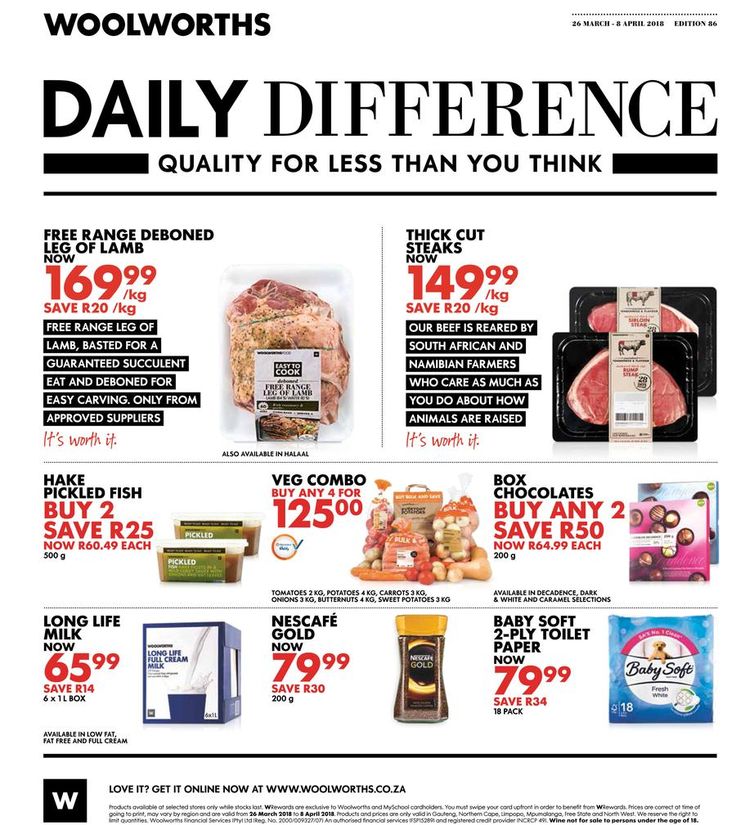 WOOLWORTHS
26 MARCH - 8 APRIL 2018 EDITION 86
DAILY DIFFERENCE
QUALITY FOR LESS THAN YOU THINK
FREE RANGE DEBONED
LEG OF LAMB
NOW
169.99
/kg
SAVE R20 /kg
FREE RANGE LEG OF
LAMB, BASTED FOR A
GUARANTEED SUCCULENT
EAT AND DEBONED FOR
EASY CARVING. ONLY FROM
APPROVED SUPPLIERS
It's worth it.
WOOLWORTHS FOOD
EASY TO
COOK
deboned
FREE RANGE
LEG OF LAMB
ALSO AVAILABLE IN HALAAL
THICK CUT
STEAKS
NOW
149.99
/kg
SAVE R20 /kg
OUR BEEF IS REARED BY
SOUTH AFRICAN AND
NAMIBIAN FARMERS
WHO CARE AS MUCH AS
YOU DO ABOUT HOW
ANIMALS ARE RAISED
It's worth it.
SIRLOIN
STEAK
28
RUMP
STEAK
28
HAKE
PICKLED FISH
BUY 2
SAVE R25
NOW R60.49 EACH
500 g
PICKLED
PICKLED
FISH
VEG COMBO
BUY ANY 4 FOR
125.00
BULK AND SAVE
EVERYDAY
POTATOES
BULK &
TOMATOES 2 KG, POTATOES 4 KG, CARROTS 3 KG,
ONIONS 3 KG, BUTTERNUTS 4 KG, SWEET POTATOES 3 KG
BOX
CHOCOLATES
BUY ANY 2
SAVE R50
NOW R64.99 EACH
200 g
AVAILABLE IN DECADENCE, DARK
& WHITE AND CARAMEL SELECTIONS
LONG LIFE
MILK
NOW
65.99
SAVE R14
6 x 1 L BOX
AVAILABLE IN LOW FAT,
FAT FREE AND FULL CREAM
WOOLWORTHS
LONG LIFE
FULL CREAM
MILK
W
6x1L
NESCAFÉ
GOLD
NOW
79.99
SAVE R30
200 g
NESCAFÉ
GOLD
BABY SOFT
2-PLY TOILET
PAPER
NOW
79.99
SAVE R34
18 PACK
SA'S No.1 Clean
Baby Soft
Fresh
White
18
W
LOVE IT? GET IT ONLINE NOW AT WWW.WOOLWORTHS.CO.ZA
Products available at selected stores only while stocks last. WRewards are exclusive to Woolworths and MySchool cardholders. You must swipe your card upfront in order to benefit from WRewards. Prices are correct at time of
going to print, may vary by region and are valid from 26 March 2018 to 8 April 2018. Products and prices are only valid in Gauteng, Northern Cape, Limpopo, Mpumalanga, Free State and North West. We reserve the right to
limit quantities. Woolworths Financial Services (Pty) Ltd (Reg. No. 2000/009327/07) An authorised financial services (FSP15289) and registered credit provider (NCRCP 49). Wine not for sale to persons under the age of 18.